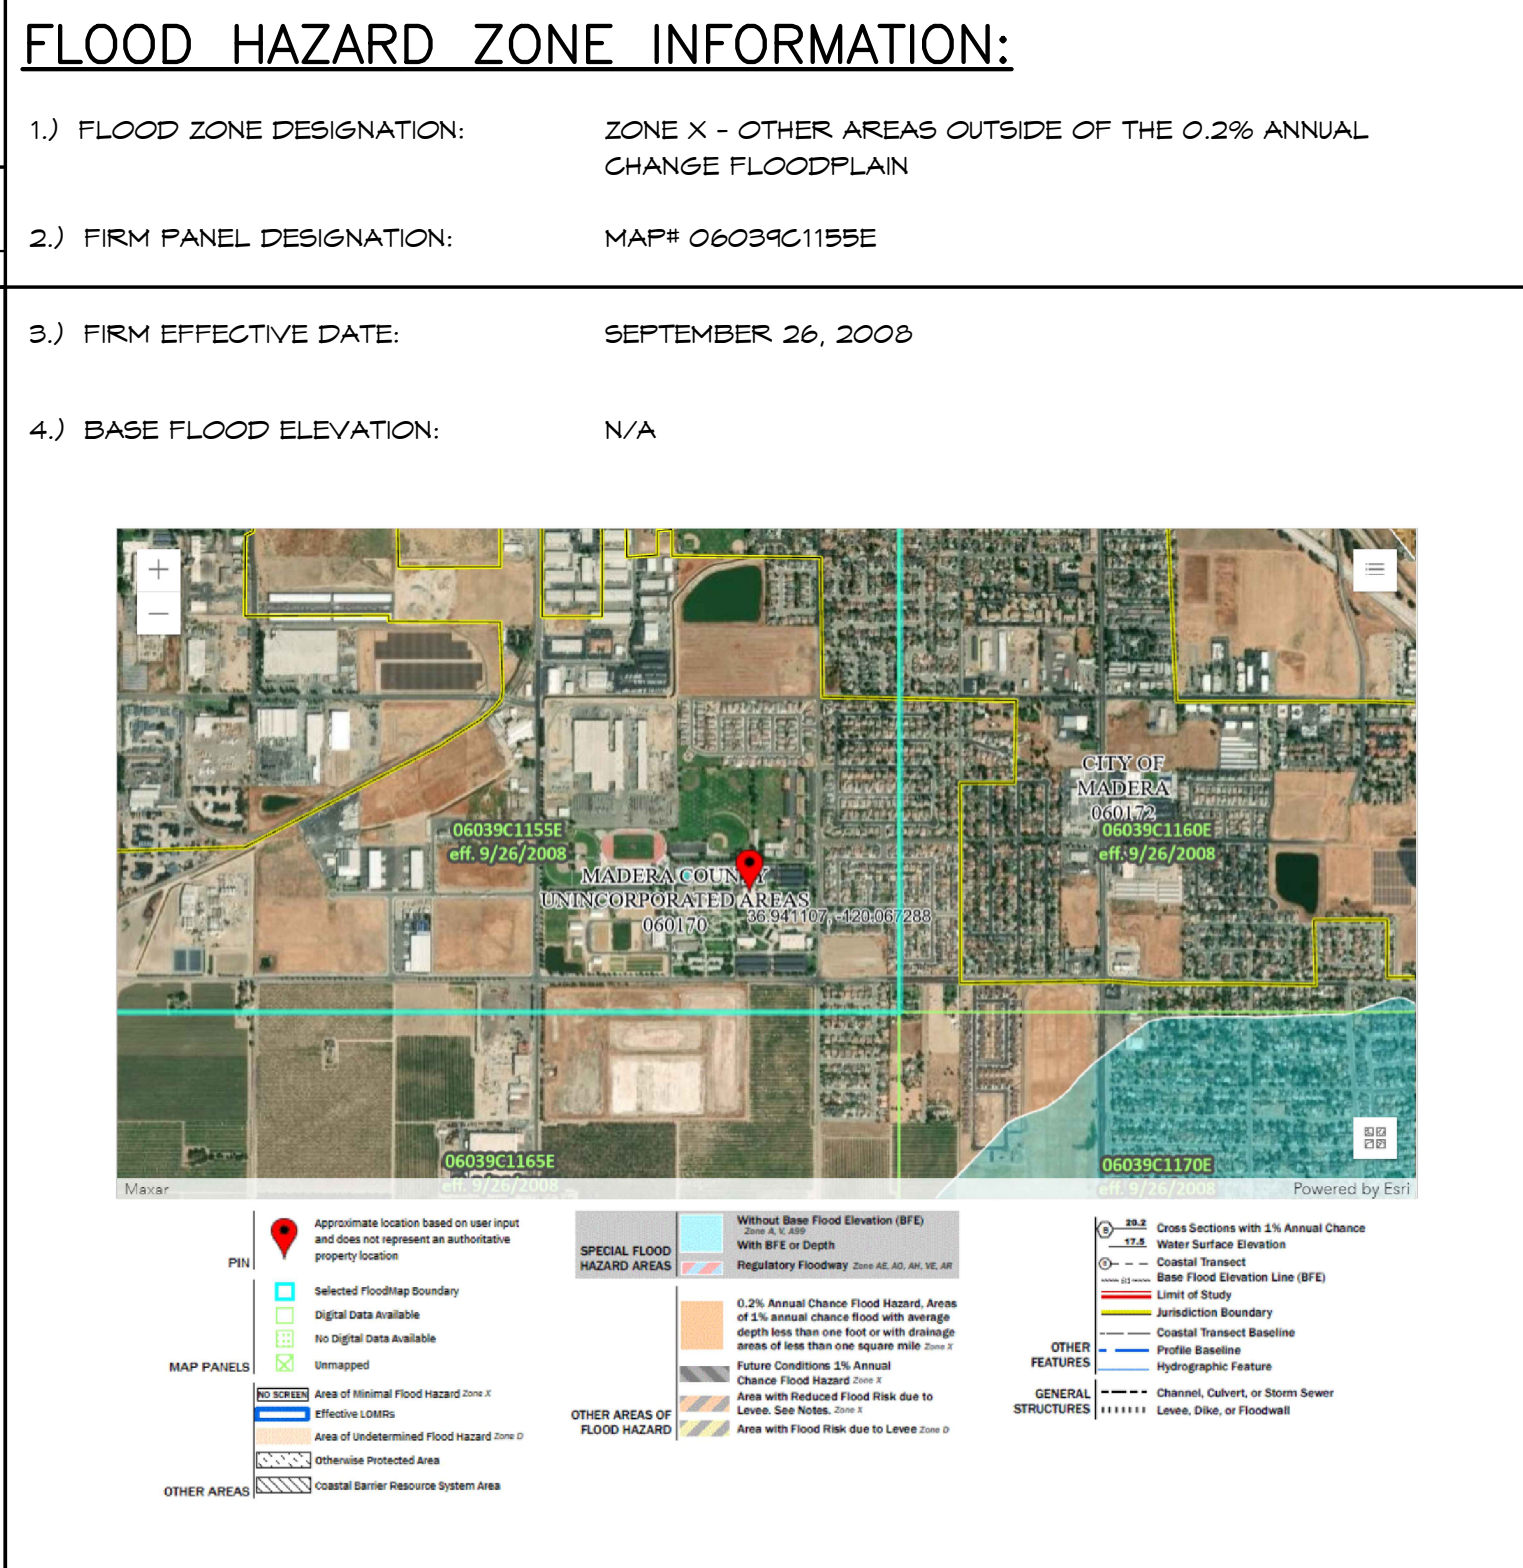 FLOOD HAZARD ZONE INFORMATION:
1.) FLOOD ZONE DESIGNATION: ZONE X - OTHER AREAS OUTSIDE OF THE 0.2% ANNUAL
CHANGE FLOODPLAIN
2.) FIRM PANEL DESIGNATION: MAP# 06039C1155E
3.) FIRM EFFECTIVE DATE: SEPTEMBER 26, 2008
4.) BASE FLOOD ELEVATION: N/A
CITY OF
MADERA
060172
06039C1155E
eff. 9/26/2008
06039C1160E
eff. 9/26/2008
MADERA COUNTY
UNINCORPORATED AREAS
060170
36.941107, -120.067288
06039C1165E
eff. 9/26/2008
06039C1170E
eff. 9/26/2008
Maxar
Powered by Esri
PIN
Approximate location based on user input
and does not represent an authoritative
property location
MAP PANELS
Selected FloodMap Boundary
Digital Data Available
No Digital Data Available
Unmapped
OTHER AREAS
NO SCREEN Area of Minimal Flood Hazard Zone X
Effective LOMRs
Area of Undetermined Flood Hazard Zone D
Otherwise Protected Area
Coastal Barrier Resource System Area
SPECIAL FLOOD
HAZARD AREAS
Without Base Flood Elevation (BFE)
Zone A, V, A99
With BFE or Depth
Regulatory Floodway Zone AE, AO, AH, VE, AR
OTHER AREAS OF
FLOOD HAZARD
0.2% Annual Chance Flood Hazard, Areas
of 1% annual chance flood with average
depth less than one foot or with drainage
areas of less than one square mile Zone X
Future Conditions 1% Annual
Chance Flood Hazard Zone X
Area with Reduced Flood Risk due to
Levee. See Notes. Zone X
Area with Flood Risk due to Levee Zone D
OTHER
FEATURES
B 20.2 Cross Sections with 1% Annual Chance
17.5 Water Surface Elevation
Coastal Transect
513 Base Flood Elevation Line (BFE)
Limit of Study
Jurisdiction Boundary
Coastal Transect Baseline
Profile Baseline
Hydrographic Feature
GENERAL
STRUCTURES
Channel, Culvert, or Storm Sewer
Levee, Dike, or Floodwall